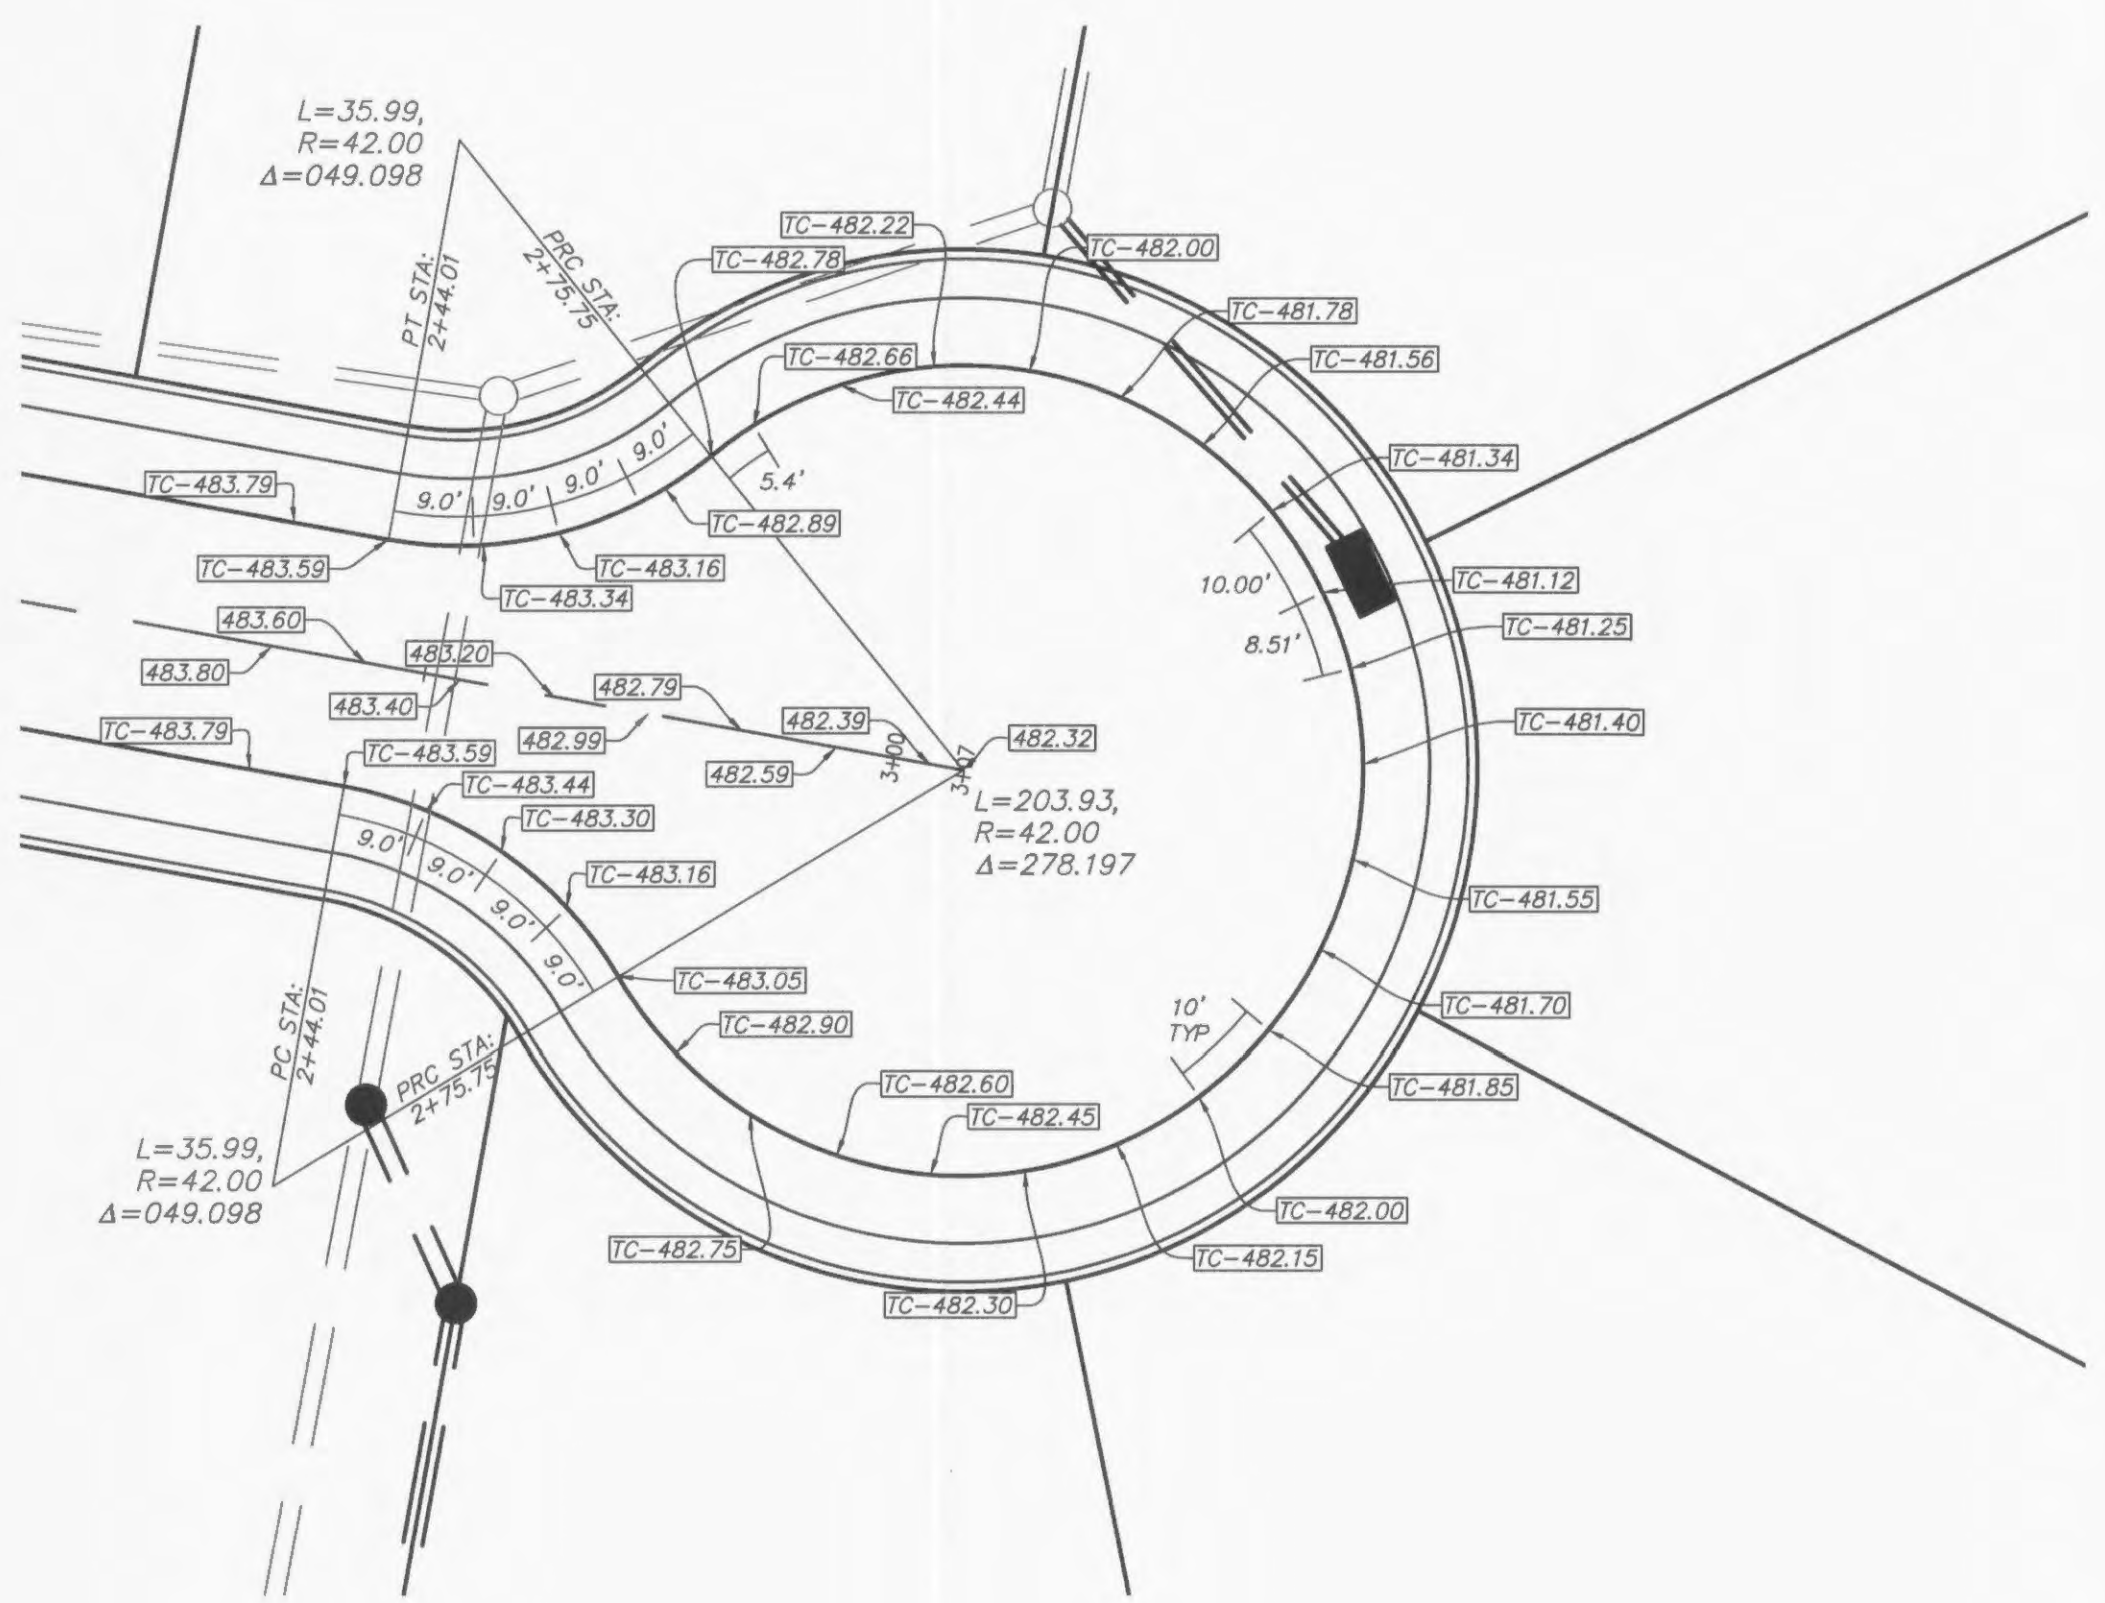 L=35.99,
R=42.00
Δ=049.098
PT STA:
2+44.01
PRC STA:
2+75.75
TC-482.22
TC-482.78
TC-482.00
TC-481.78
TC-482.66
TC-481.56
TC-482.44
TC-481.34
9.0'
9.0'
9.0'
9.0'
5.4'
TC-483.79
TC-482.89
TC-483.59
TC-483.16
TC-483.34
10.00'
TC-481.12
8.51'
TC-481.25
483.60
483.20
483.80
482.79
483.40
482.39
482.99
482.59
3+00
3+07
482.32
TC-481.40
TC-483.79
TC-483.59
TC-483.44
TC-483.30
L=203.93,
R=42.00
Δ=278.197
9.0'
9.0'
9.0'
9.0'
TC-483.16
TC-481.55
TC-483.05
TC-481.70
10'
TYP
TC-482.90
PC STA:
2+44.01
PRC STA:
2+75.75
TC-482.60
TC-481.85
TC-482.45
L=35.99,
R=42.00
Δ=049.098
TC-482.00
TC-482.75
TC-482.15
TC-482.30